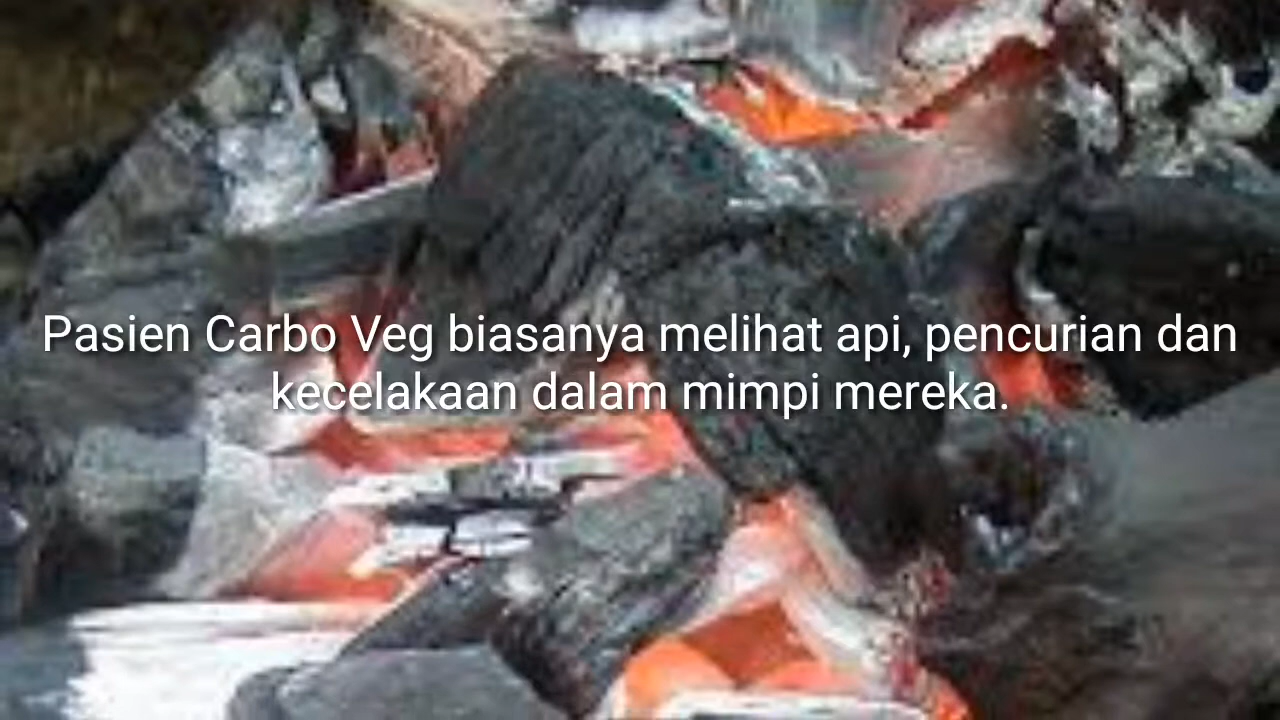 Pasien Carbo Veg biasanya melihat api, pencurian dan
kecelakaan dalam mimpi mereka.